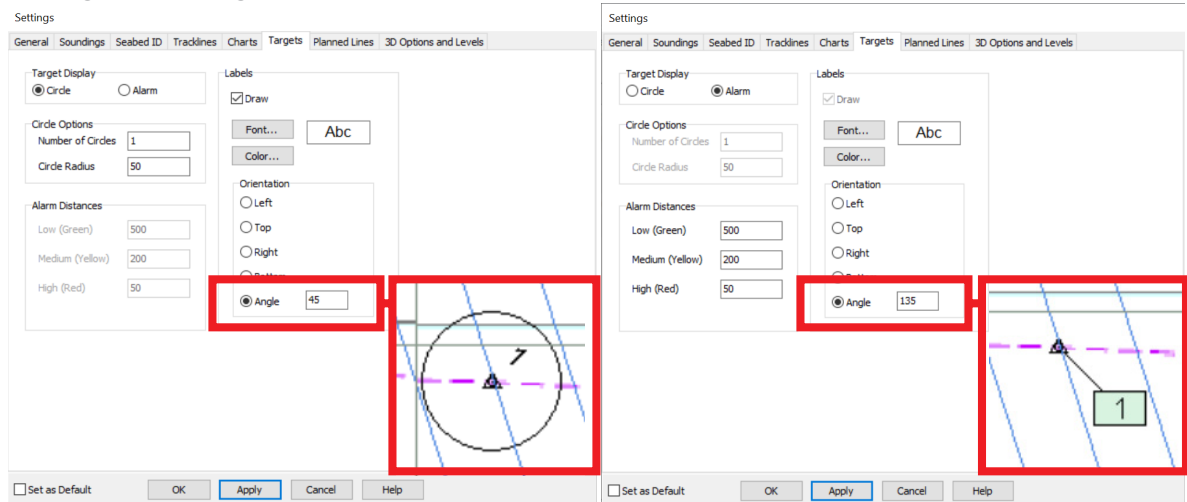 Settings
General Soundings Seabed ID Tracklines Charts Targets Planned Lines 3D Options and Levels
Target Display
Circle Alarm
Circle Options
Number of Circles 1
Circle Radius 50
Alarm Distances
Low (Green) 500
Medium (Yellow) 200
High (Red) 50
Labels
Draw
Font... Abc
Color...
Orientation
Left
Top
Right
Angle 45
1
Set as Default OK Apply Cancel Help
Settings
General Soundings Seabed ID Tracklines Charts Targets Planned Lines 3D Options and Levels
Target Display
Circle Alarm
Circle Options
Number of Circles 1
Circle Radius 50
Alarm Distances
Low (Green) 500
Medium (Yellow) 200
High (Red) 50
Labels
Draw
Font... Abc
Color...
Orientation
Left
Top
Right
Angle 135
1
Set as Default OK Apply Cancel Help